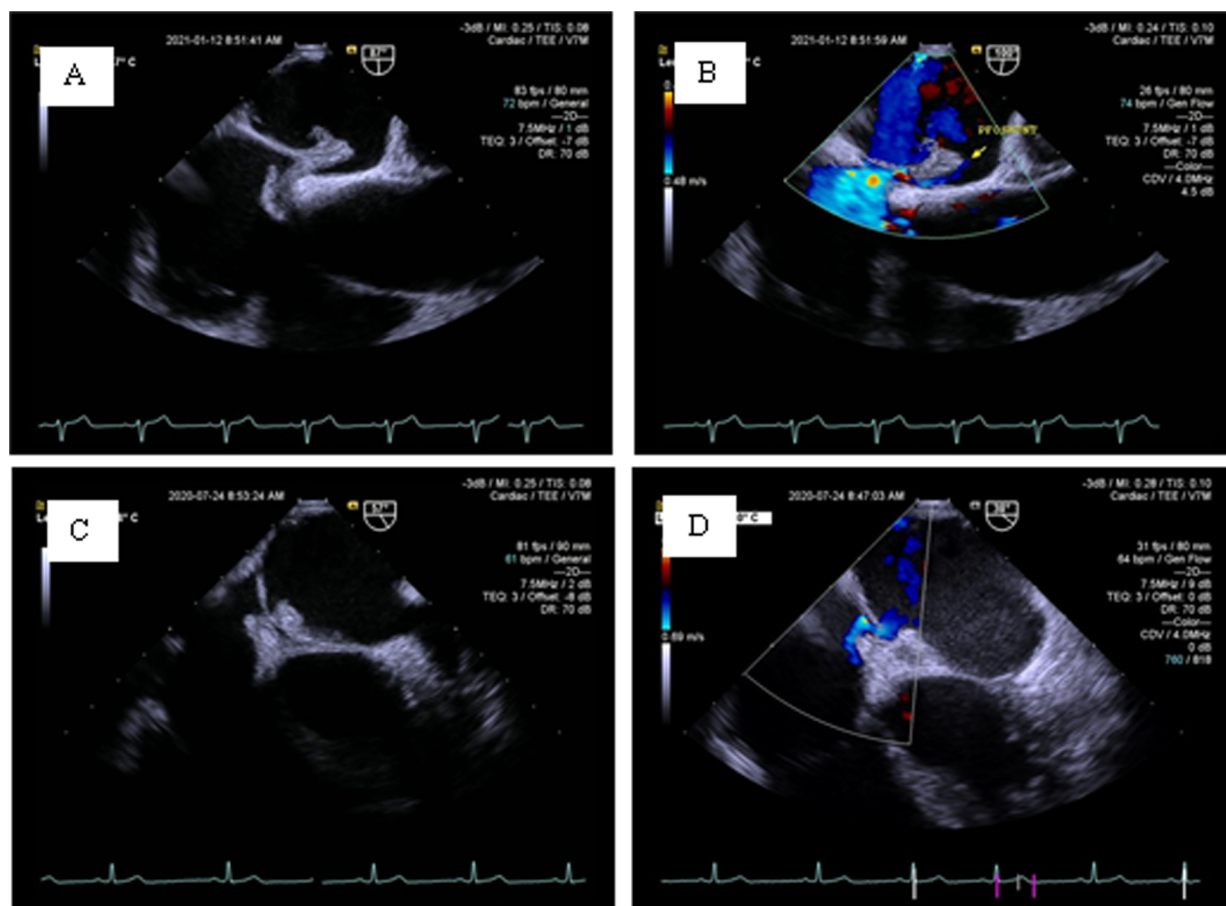 A
2021-01-12 8:51:41 AM
-3dB / MI: 0.25 / TIS: 0.08
Cardiac / TEE / V7M
83 fps / 80 mm
72 bpm / General
—2D—
7.5MHz / 1 dB
TEQ: 3 / Offset: -7 dB
DR: 70 dB
B
2021-01-12 8:51:59 AM
-3dB / MI: 0.24 / TIS: 0.10
Cardiac / TEE / V7M
100°
26 fps / 80 mm
74 bpm / Gen Flow
—2D—
7.5MHz / 1 dB
TEQ: 3 / Offset: -7 dB
DR: 70 dB
—Color—
CDV / 4.0MHz
4.5 dB
0.48 m/s
C
2020-07-24 8:53:24 AM
-3dB / MI: 0.25 / TIS: 0.08
Cardiac / TEE / V7M
57°
81 fps / 90 mm
61 bpm / General
—2D—
7.5MHz / 2 dB
TEQ: 3 / Offset: -8 dB
DR: 70 dB
D
2020-07-24 8:47:03 AM
-3dB / MI: 0.28 / TIS: 0.10
Cardiac / TEE / V7M
31 fps / 80 mm
64 bpm / Gen Flow
—2D—
7.5MHz / 9 dB
TEQ: 3 / Offset: 0 dB
DR: 70 dB
—Color—
CDV / 4.0MHz
0 dB
760 / 818
0.69 m/s